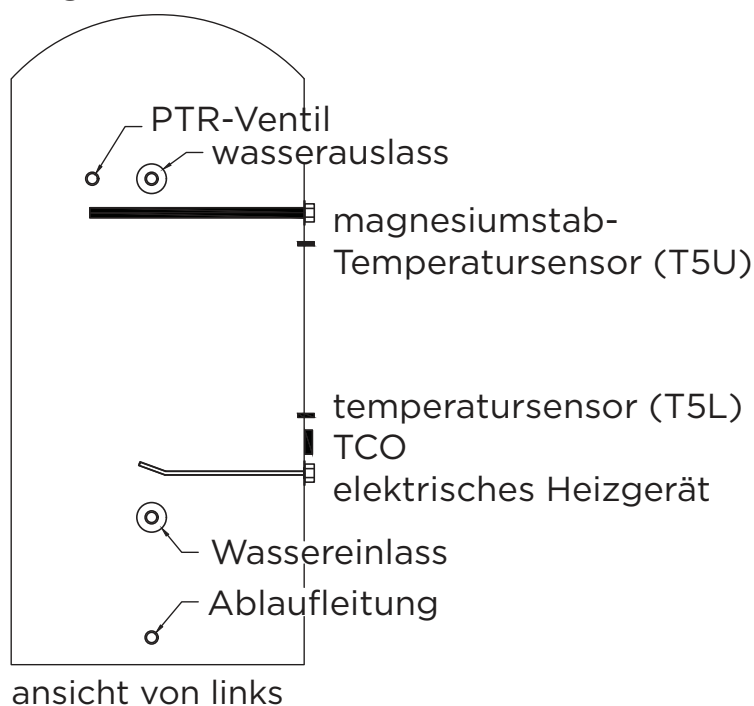 PTR-Ventil
wasserauslass
magnesiumstab-
Temperatursensor (T5U)
temperatursensor (T5L)
TCO
elektrisches Heizgerät
Wassereinlass
Ablaufleitung
ansicht von links